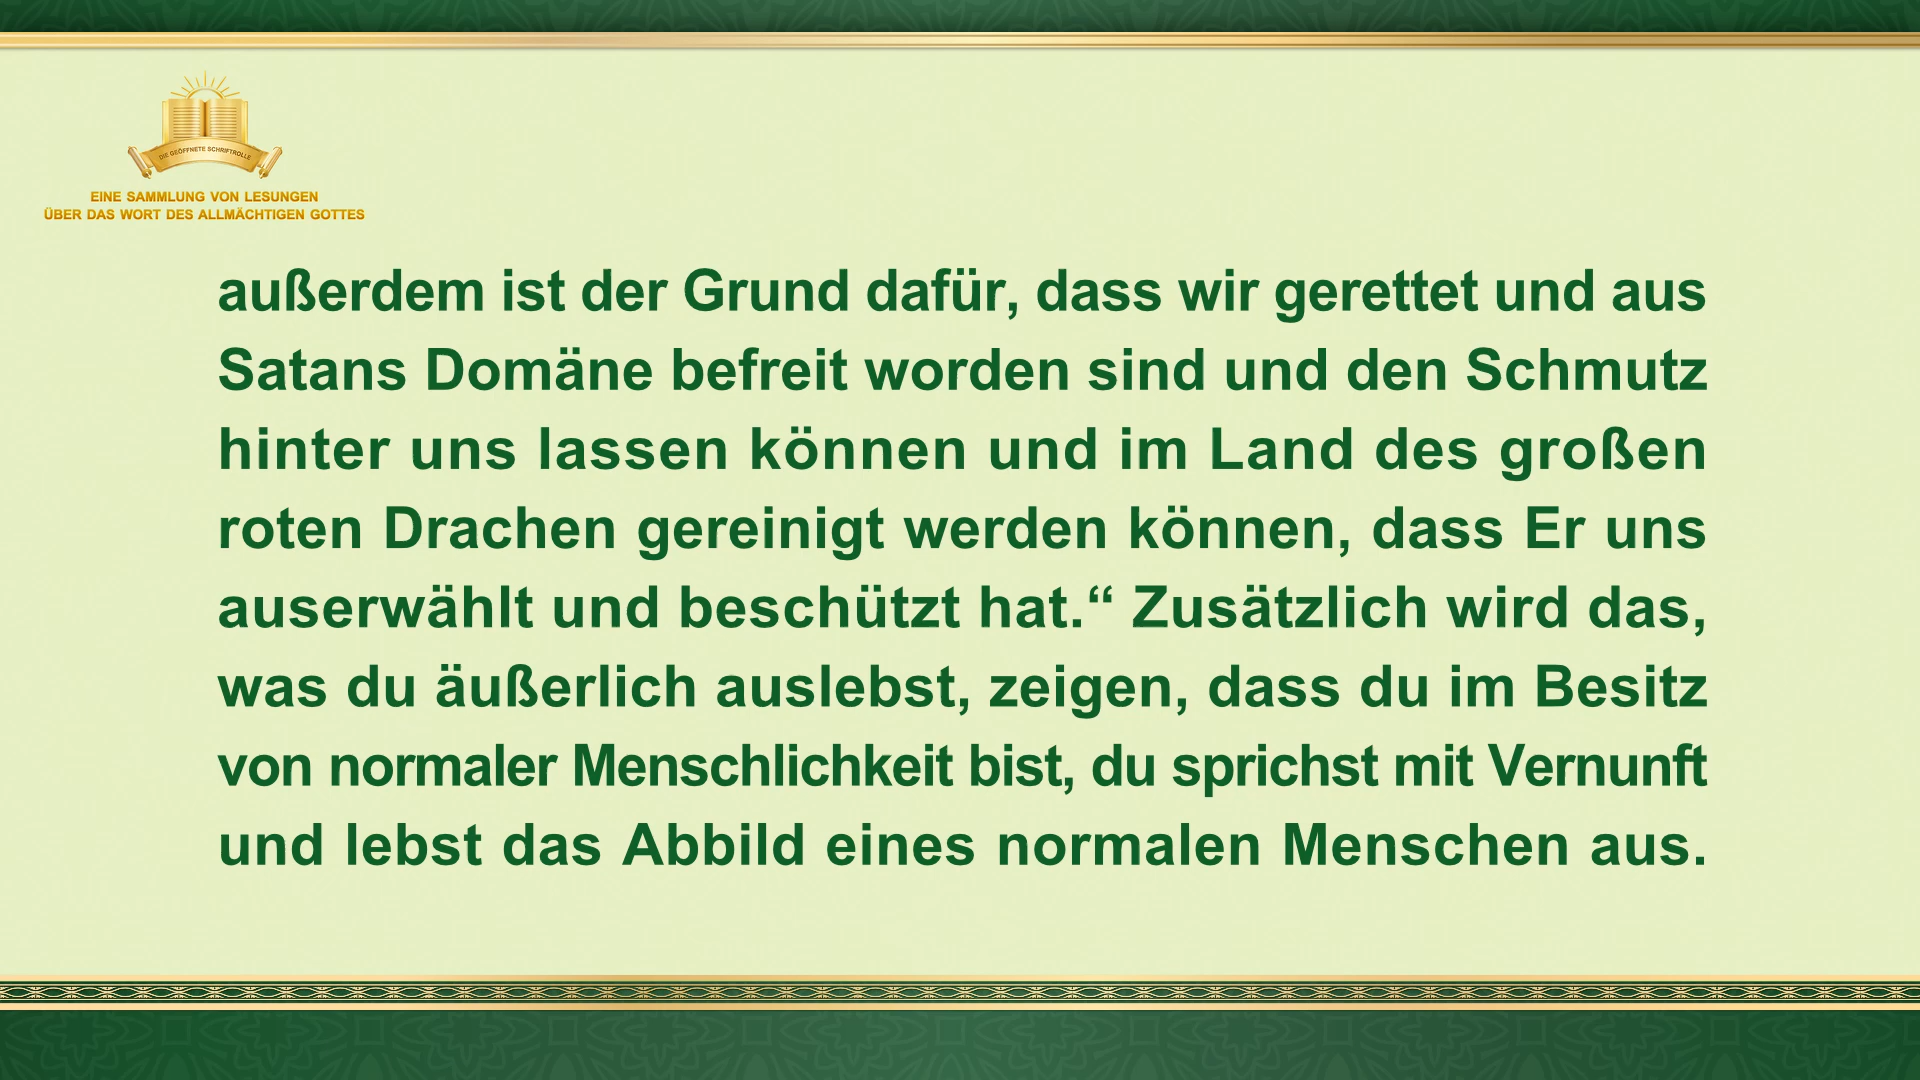 DIE GEÖFFNETE SCHRIFTROLLE
EINE SAMMLUNG VON LESUNGEN
ÜBER DAS WORT DES ALLMÄCHTIGEN GOTTES
außerdem ist der Grund dafür, dass wir gerettet und aus
Satans Domäne befreit worden sind und den Schmutz
hinter uns lassen können und im Land des großen
roten Drachen gereinigt werden können, dass Er uns
auserwählt und beschützt hat.“ Zusätzlich wird das,
was du äußerlich auslebst, zeigen, dass du im Besitz
von normaler Menschlichkeit bist, du sprichst mit Vernunft
und lebst das Abbild eines normalen Menschen aus.